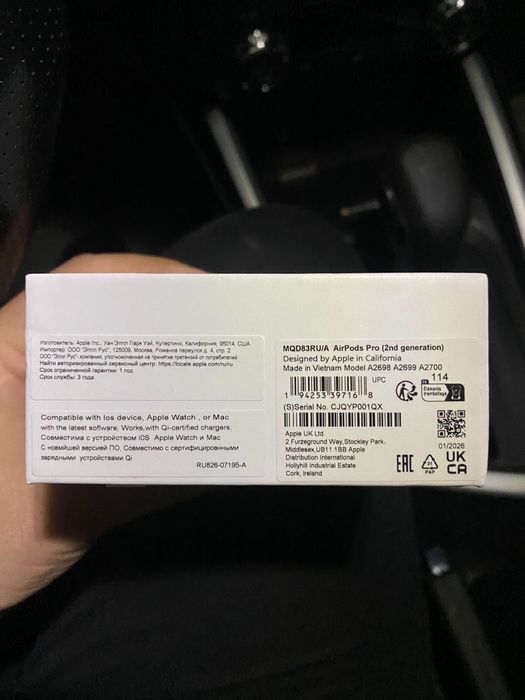 Изготовитель: Apple Inc., Уан Эппл Парк Уэй, Купертино, Калифорния, 95014, США
Импортер: ООО "Эппл Рус", 125009, Москва, Романов переулок д. 4, стр. 2
ООО "Эппл Рус"- компания, уполномоченная на принятие претензий от потребителей
Найти авторизированный сервисный центр: https://locate.apple.com/ru/ru
Срок ограниченной гарантии: 1 год.
Срок службы: 3 года.
Compatible with Ios device, Apple Watch , or Mac
with the latest software, Works,with Qi-certified chargers,
Совместима с устройством iOS Apple Watch и Mac
С новейшей версией ПО, Совместимо с сертифицированны
зарядными устройствами Qi
RU826-07195-A
MQD83RU/A AirPods Pro (2nd generation)
Designed by Apple in California
Made in Vietnam Model A2698 A2699 A2700
UPC
1 94253 39716 8
114
Éléments
d'emballage
(S)Serial No. CJQYP001QX
Apple UK Ltd.
2 Furzeground Way,Stockley Park.
Middlesex,UB11 1BB Apple
Distribution International
Hollyhill Industrial Estate
Cork, Ireland
EAC
21
PAP
01/2026
UK
CA